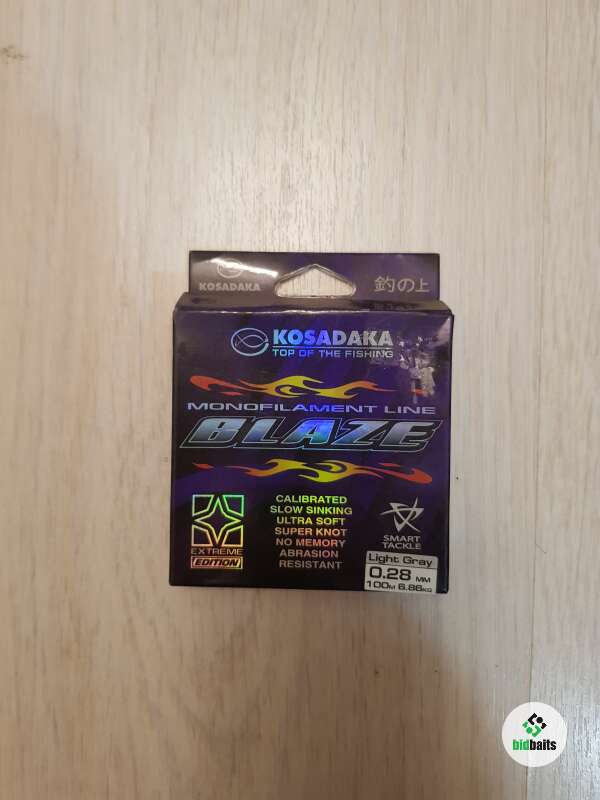 KOSADAKA
釣の上
KOSADAKA
TOP OF THE FISHING
MONOFILAMENT LINE
BLAZE
EXTREME
EDITION
CALIBRATED
SLOW SINKING
ULTRA SOFT
SUPER KNOT
NO MEMORY
ABRASION
RESISTANT
SMART
TACKLE
Light Gray
0.28 MM
100M 6.86KG
bidbaits